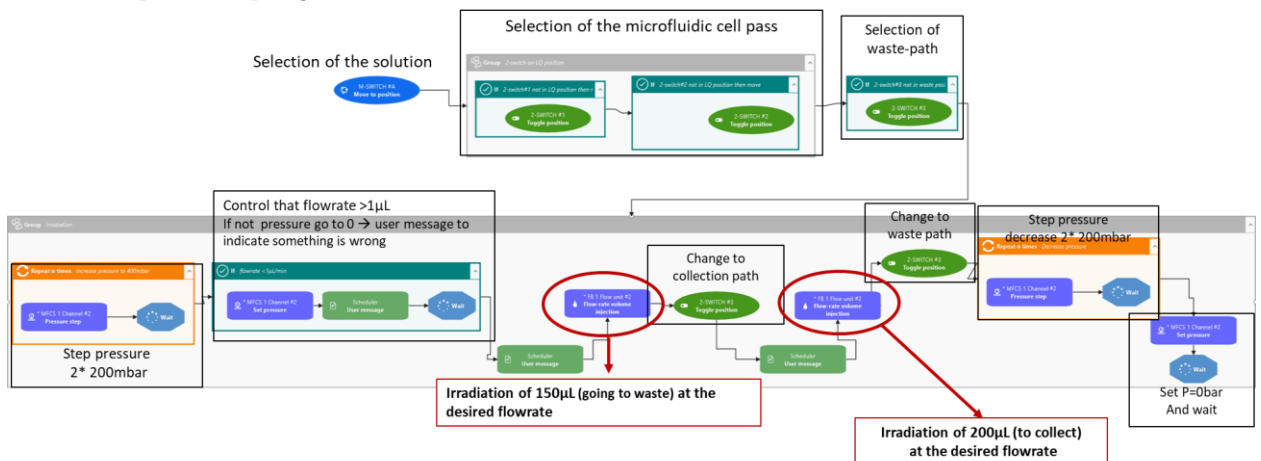 Selection of the microfluidic cell pass
Selection of
waste-path
Selection of the solution
M-SWITCH #A
Move to position
Group 2-switch on LQ position
If 2-switch#1 not in LQ position then
2-SWITCH #1
Toggle position
If 2-switch#2 not in LQ position then move
2-SWITCH #2
Toggle position
If 2-switch#3 not in waste
2-SWITCH #3
Toggle position
Group Irradiation
Repeat n times Increase pressure to 400mbar
* MFCS 1 Channel #2
Pressure step
Wait
Step pressure
2* 200mbar
Control that flowrate >1µL
If not pressure go to 0 → user message to
indicate something is wrong
If flowrate <1µL/min
* MFCS 1 Channel #2
Set pressure
Scheduler
User message
Wait
Scheduler
User message
* FB 1 Flow unit #2
Flow-rate volume
injection
Change to
collection path
2-SWITCH #3
Toggle position
Scheduler
User message
* FB 1 Flow unit #2
Flow-rate volume
injection
Change to
waste path
2-SWITCH #3
Toggle position
Step pressure
decrease 2* 200mbar
Repeat n times Decrease pressure
* MFCS 1 Channel #2
Pressure step
Wait
* MFCS 1 Channel #2
Set pressure
Wait
Set P=0bar
And wait
Irradiation of 150µL (going to waste) at the
desired flowrate
Irradiation of 200µL (to collect)
at the desired flowrate